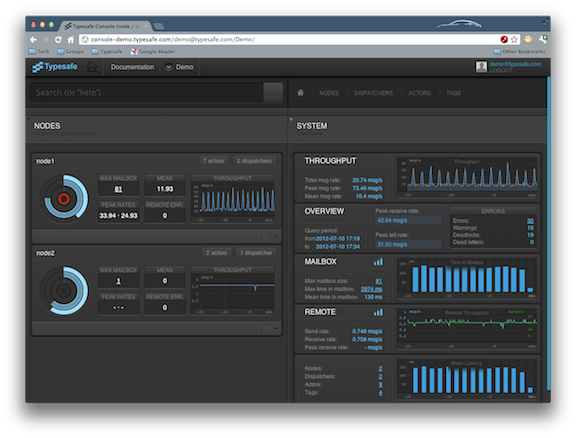 Typesafe Console (node / w
console-demo.typesafe.com/demo@typesafe.com/Demo/
Tech
Groups
Typesafe
Google Reader
Other Bookmarks
Typesafe
Documentation
Demo
demo@typesafe.com
LOGOUT
Search (or 'help')
NODES
DISPATCHERS
ACTORS
TAGS
NODES
node1
7 actors
2 dispatchers
MAX MAILBOX
81
MEAN
11.93
PEAK RATES
33.94 - 24.93
REMOTE ERR.
0
THROUGHPUT
node2
2 actors
1 dispatcher
MAX MAILBOX
1
MEAN
0
PEAK RATES
- - -
REMOTE ERR.
0
THROUGHPUT
SYSTEM
THROUGHPUT
Total msg rate: 20.74 msg/s
Peak msg rate: 73.46 msg/s
Mean msg rate: 10.4 msg/s
Throughput
OVERVIEW
Query period
from 2012-07-10 17:19
to 2012-07-10 17:34
Peak receive rate:
42.04 msg/s
Peak tell rate:
31.00 msg/s
ERRORS
Errors: 30
Warnings: 15
Deadlocks: 19
Dead letters: 0
MAILBOX
Max mailbox size: 81
Max time in mailbox: 2974 ms
Mean time in mailbox: 130 ms
Time in Mailbox
REMOTE
Send rate: 0.748 msg/s
Receive rate: 0.758 msg/s
Peak receive rate: - msg/s
Remote Throughput
Nodes: 2
Dispatchers: 2
Actors: 9
Tags: 4
Mean Latency